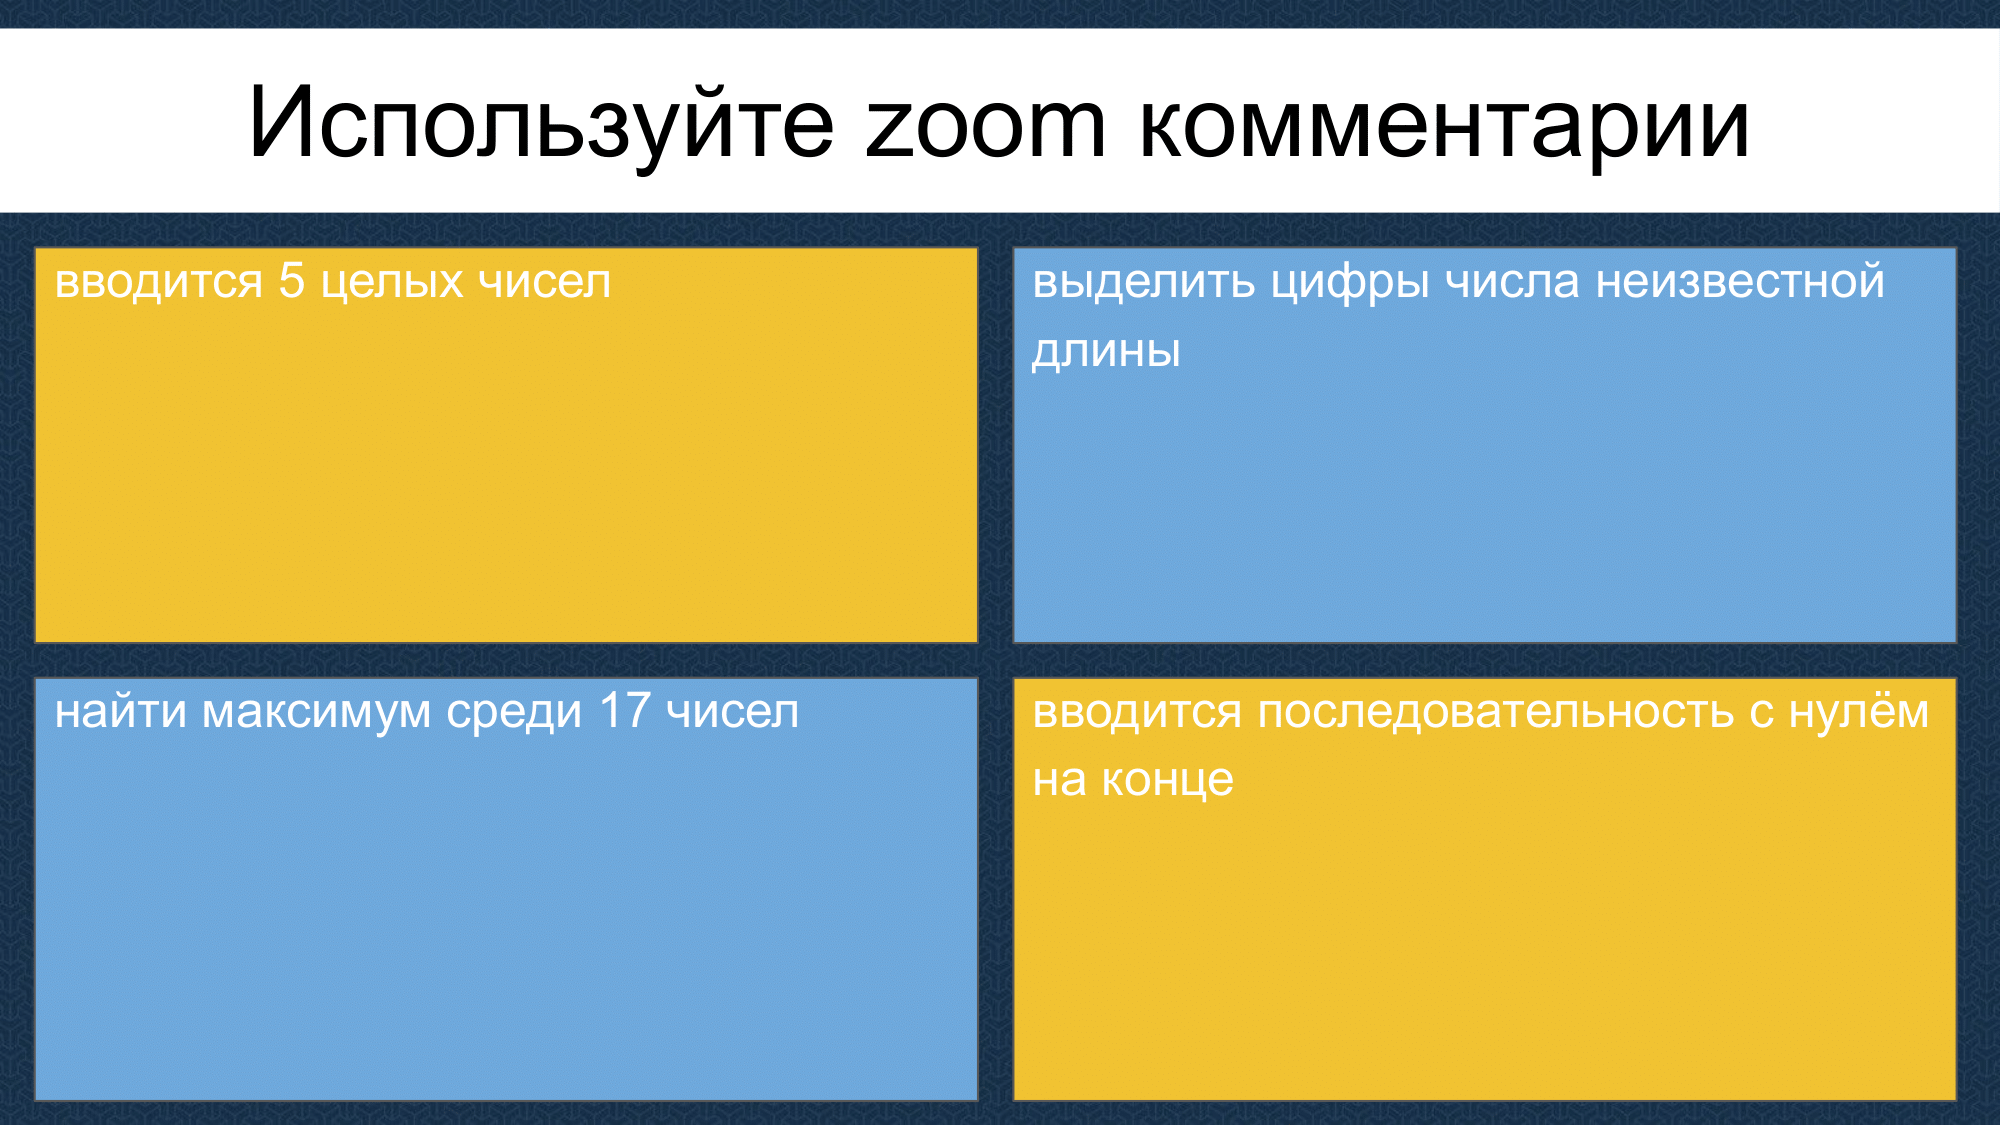 Используйте zoom комментарии
вводится 5 целых чисел
выделить цифры числа неизвестной
длины
найти максимум среди 17 чисел
вводится последовательность с нулём
на конце